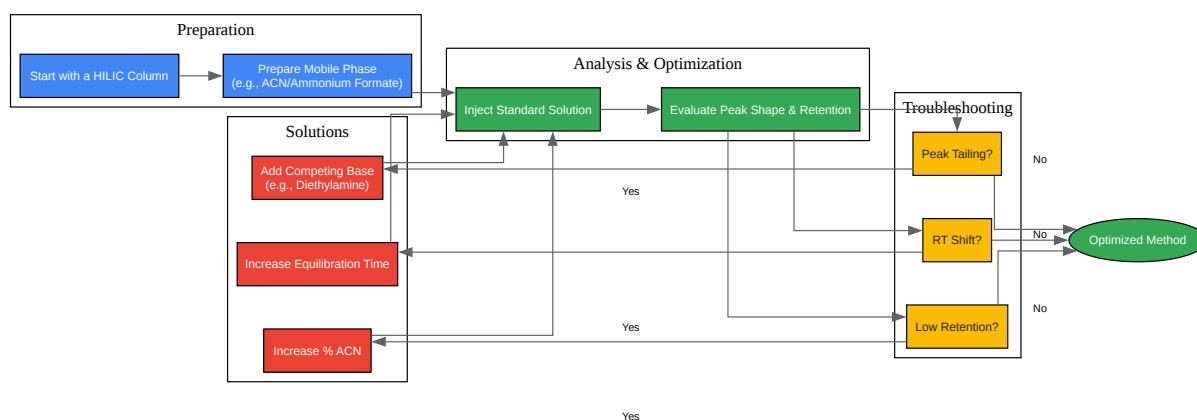 Preparation
Start with a HILIC Column
Prepare Mobile Phase
(e.g., ACN/Ammonium Formate)
Analysis & Optimization
Inject Standard Solution
Evaluate Peak Shape & Retention
Troubleshooting
Peak Tailing?
RT Shift?
Low Retention?
Solutions
Add Competing Base
(e.g., Diethylamine)
Increase Equilibration Time
Increase % ACN
No
Yes
No
Yes
No
Yes
Optimized Method